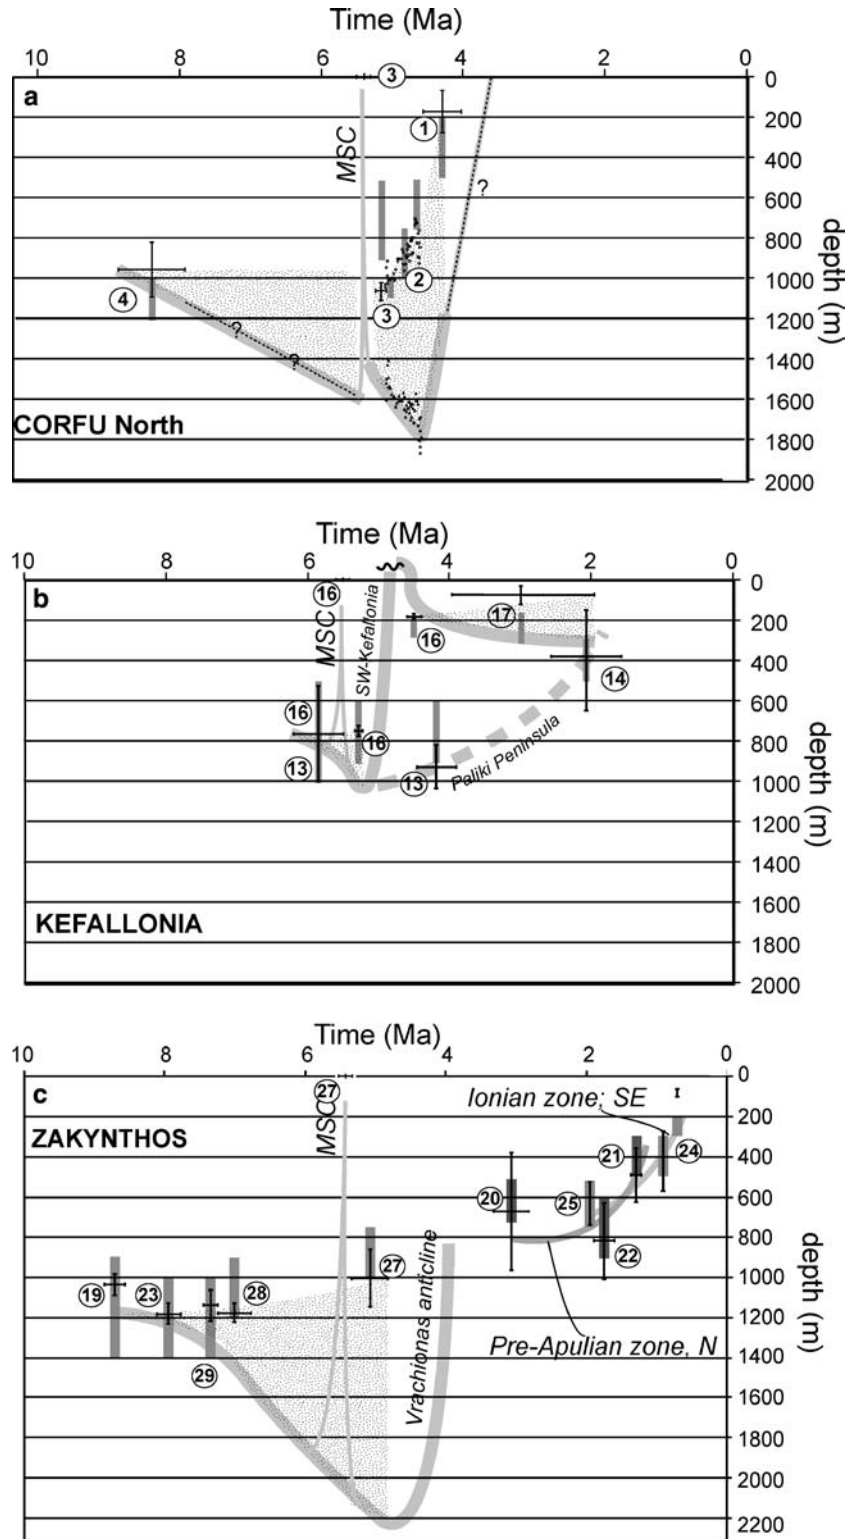 Time (Ma)
10 8 6 4 2 0
a
3
0
1
200
MSC
400
?
600
800
2
1000
4
3
1200
?
?
1400
1600
CORFU North
1800
2000
depth (m)
Time (Ma)
10 8 6 4 2 0
b
0
16
17
200
MSC
SW-Kefallonia
16
400
14
600
16
16
800
13
13
Paliki Peninsula
1000
1200
1400
1600
KEFALLONIA
1800
2000
depth (m)
Time (Ma)
10 8 6 4 2 0
c
0
27
Ionian zone; SE
MSC
ZAKYNTHOS
200
21
24
400
20
25
600
22
800
27
19
23
28
1000
Vrachionas anticline
1200
Pre-Apulian zone, N
29
1400
1600
1800
2000
2200
depth (m)